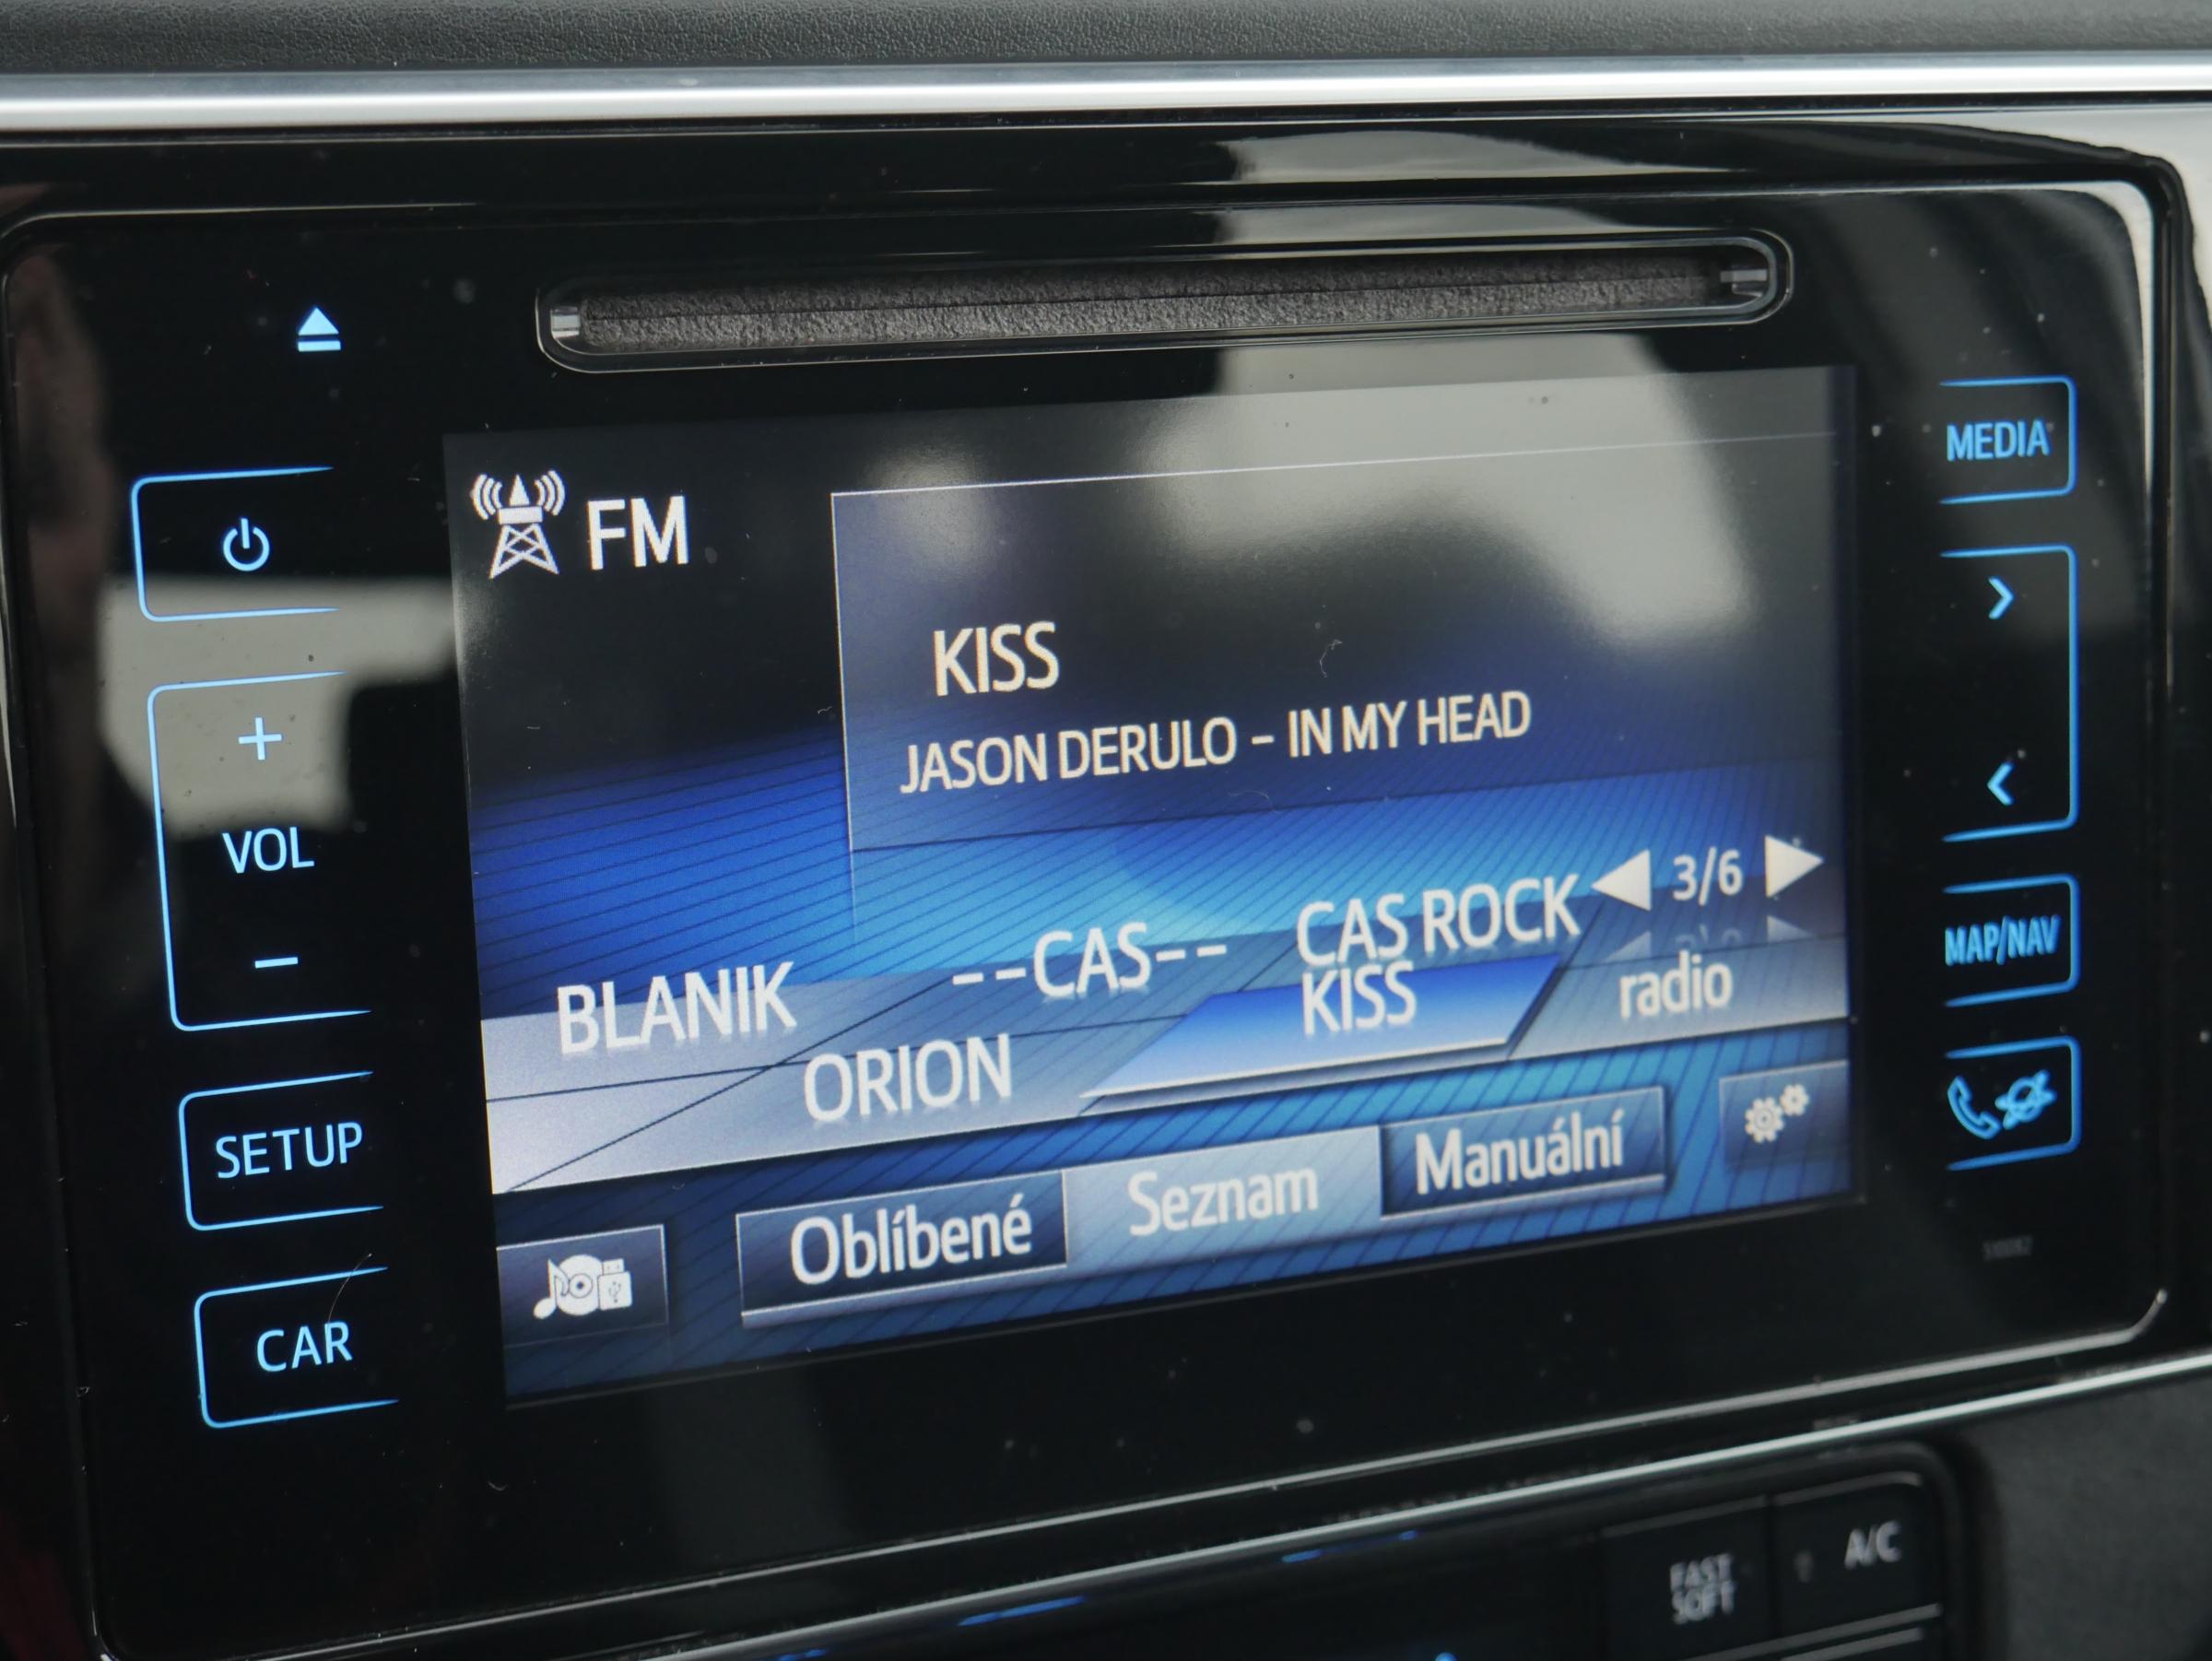 FM
MEDIA
KISS
JASON DERULO - IN MY HEAD
+
VOL
-
3/6
BLANIK
--CAS--
CAS ROCK
MAP/NAV
ORION
KISS
radio
SETUP
Oblíbené
Seznam
Manuální
CAR
FAST
SOFT
A/C